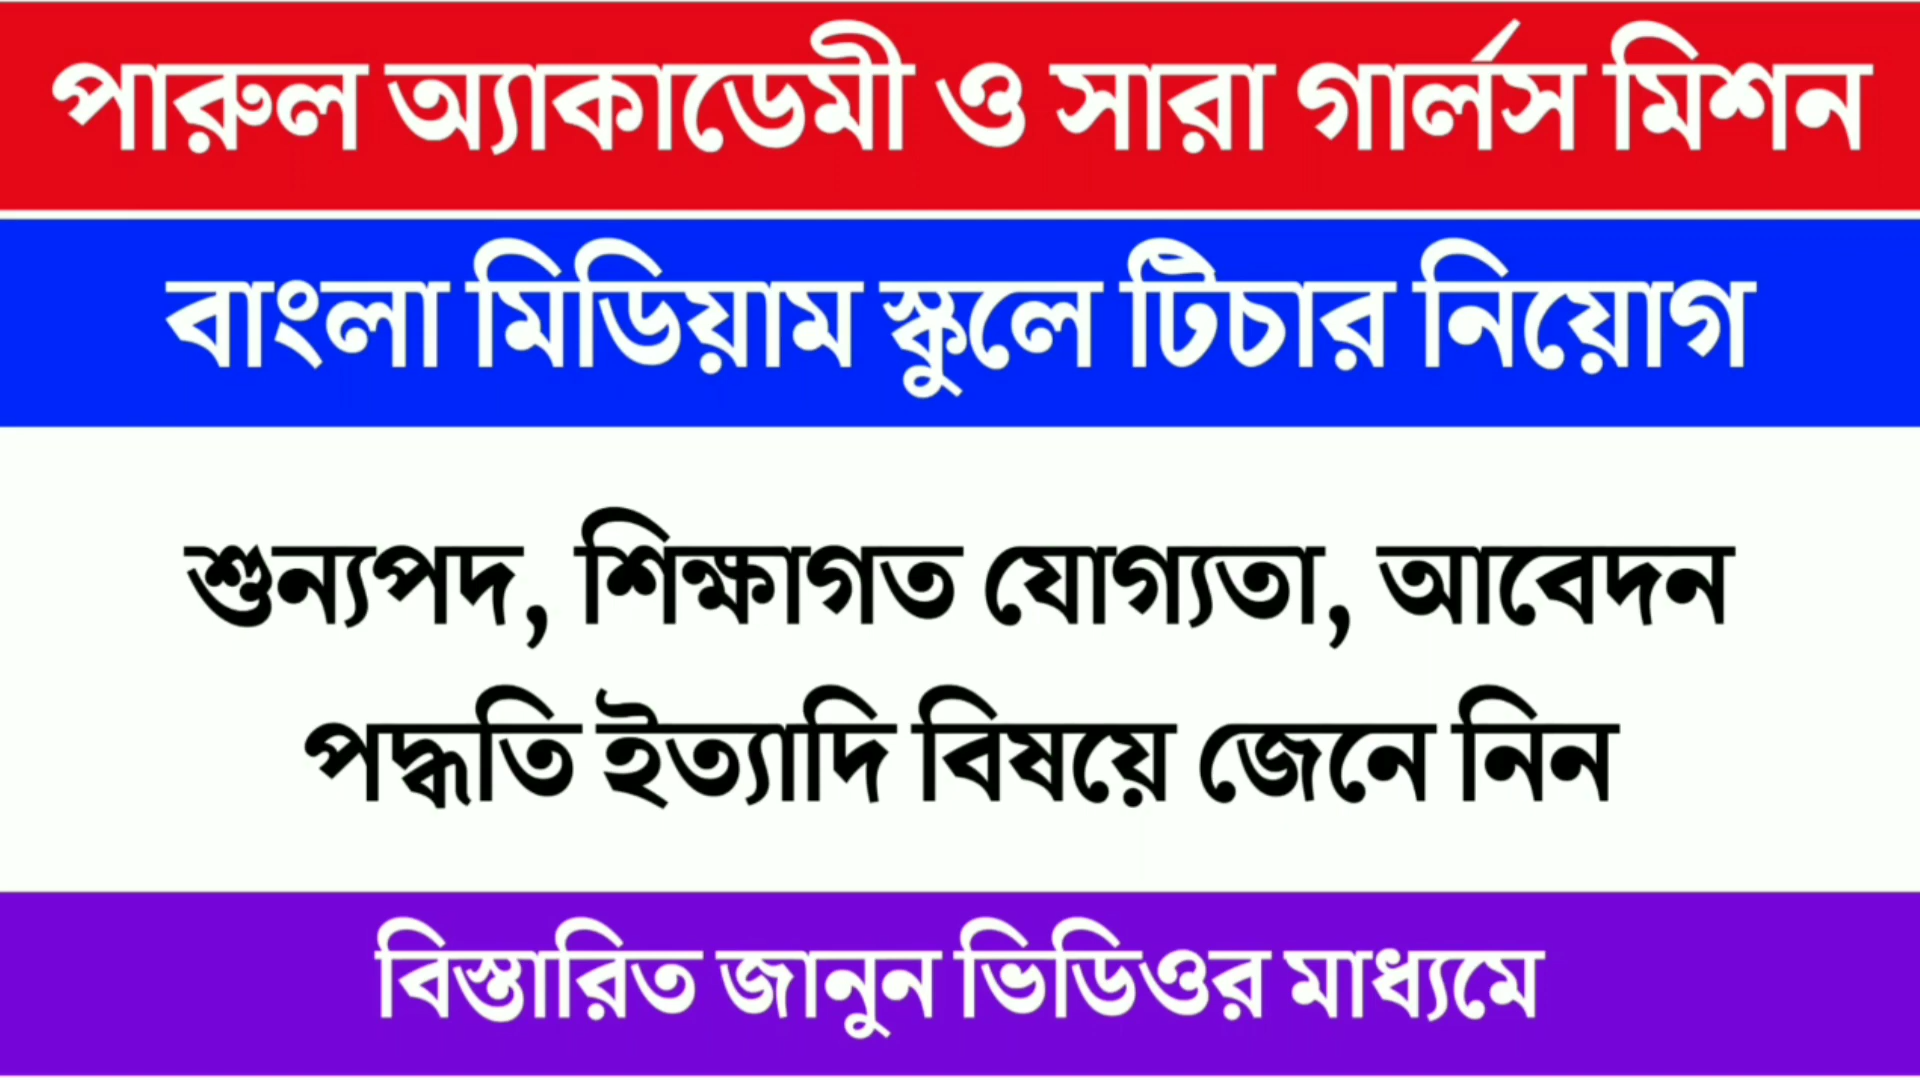 পারুল অ্যাকাডেমী ও সারা গার্লস মিশন
বাংলা মিডিয়াম স্কুলে টিচার নিয়োগ
শুন্যপদ, শিক্ষাগত যোগ্যতা, আবেদন
পদ্ধতি ইত্যাদি বিষয়ে জেনে নিন
বিস্তারিত জানুন ভিডিওর মাধ্যমে